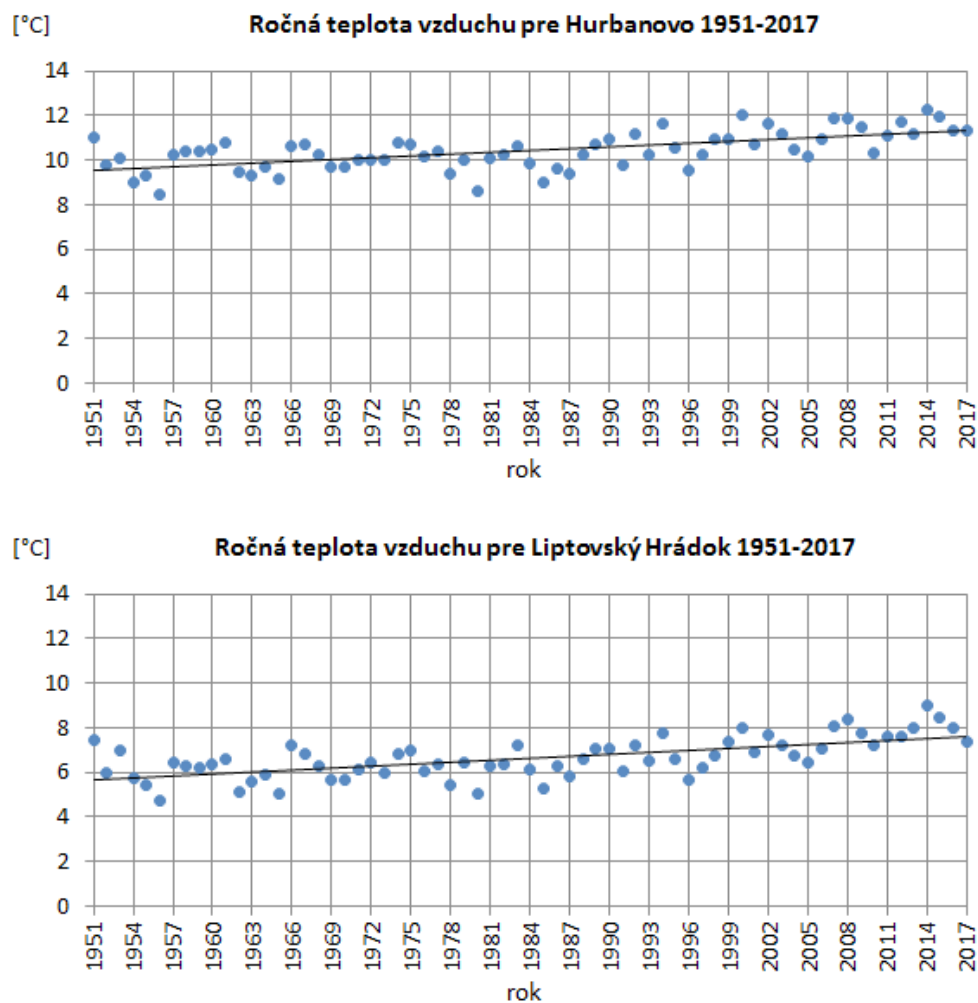 [°C]
Ročná teplota vzduchu pre Hurbanovo 1951-2017
14
12
10
8
6
4
2
0
1951 1954 1957 1960 1963 1966 1969 1972 1975 1978 1981 1984 1987 1990 1993 1996 1999 2002 2005 2008 2011 2014 2017
rok
[°C]
Ročná teplota vzduchu pre Liptovský Hrádok 1951-2017
14
12
10
8
6
4
2
0
1951 1954 1957 1960 1963 1966 1969 1972 1975 1978 1981 1984 1987 1990 1993 1996 1999 2002 2005 2008 2011 2014 2017
rok